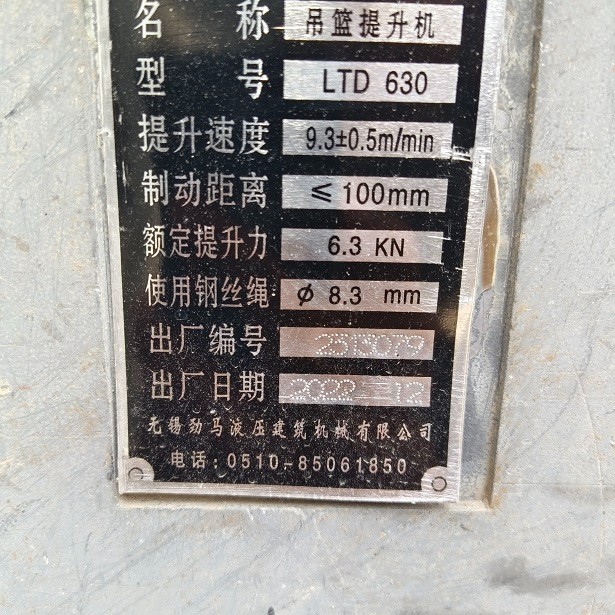 名 称 吊篮提升机
型 号 LTD 630
提升速度 9.3±0.5m/min
制动距离 ≤100mm
额定提升力 6.3 KN
使用钢丝绳 ϕ 8.3 mm
出厂编号 2513079
出厂日期 2022 12
无锡劲马液压建筑机械有限公司
电话:0510-85061850